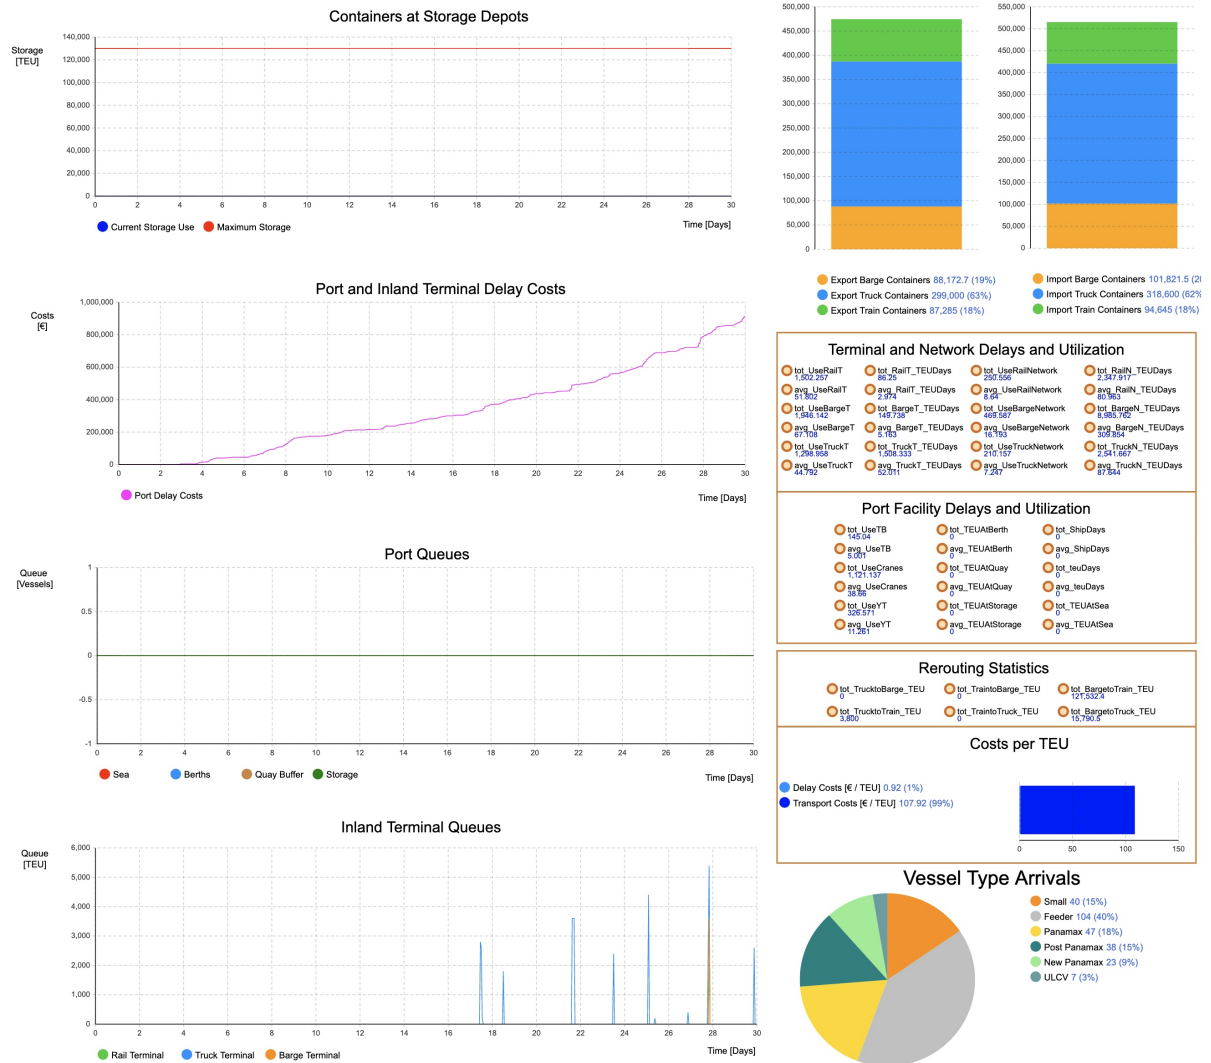 Containers at Storage Depots
Storage
[TEU]
140,000
120,000
100,000
80,000
60,000
40,000
20,000
0
0 2 4 6 8 10 12 14 16 18 20 22 24 26 28 30
Current Storage Use Maximum Storage
Time [Days]
Port and Inland Terminal Delay Costs
Costs
[€]
1,000,000
800,000
600,000
400,000
200,000
0
0 2 4 6 8 10 12 14 16 18 20 22 24 26 28 30
Port Delay Costs
Time [Days]
Port Queues
Queue
[Vessels]
1
0.5
0
-0.5
-1
0 2 4 6 8 10 12 14 16 18 20 22 24 26 28 30
Sea Berths Quay Buffer Storage
Time [Days]
Inland Terminal Queues
Queue
[TEU]
6,000
5,000
4,000
3,000
2,000
1,000
0
0 2 4 6 8 10 12 14 16 18 20 22 24 26 28 30
Rail Terminal Truck Terminal Barge Terminal
Time [Days]
500,000
450,000
400,000
350,000
300,000
250,000
200,000
150,000
100,000
50,000
0
Export Barge Containers 88,172.7 (19%)
Export Truck Containers 299,000 (63%)
Export Train Containers 87,285 (18%)
550,000
500,000
450,000
400,000
350,000
300,000
250,000
200,000
150,000
100,000
50,000
0
Import Barge Containers 101,821.5 (20
Import Truck Containers 318,600 (62%
Import Train Containers 94,645 (18%)
Terminal and Network Delays and Utilization
tot_UseRailT tot_RailT_TEUDays tot_UseRailNetwork tot_RailN_TEUDays
1,502.257 86.25 250.556 2,347.917
avg_UseRailT avg_RailT_TEUDays avg_UseRailNetwork avg_RailN_TEUDays
51.802 2.974 8.64 80.963
tot_UseBargeT tot_BargeT_TEUDays tot_UseBargeNetwork tot_BargeN_TEUDays
1,946.142 149.738 469.587 8,985.762
avg_UseBargeT avg_BargeT_TEUDays avg_UseBargeNetwork avg_BargeN_TEUDays
67.108 5.163 16.193 309.854
tot_UseTruckT tot_TruckT_TEUDays tot_UseTruckNetwork tot_TruckN_TEUDays
1,298.958 1,508.333 210.157 2,541.667
avg_UseTruckT avg_TruckT_TEUDays avg_UseTruckNetwork avg_TruckN_TEUDays
44.792 52.011 7.247 87.644
Port Facility Delays and Utilization
tot_UseTB tot_TEUAtBerth tot_ShipDays
145.04 0 0
avg_UseTB avg_TEUAtBerth avg_ShipDays
5.001 0 0
tot_UseCranes tot_TEUAtQuay tot_teuDays
1,121.137 0 0
avg_UseCranes avg_TEUAtQuay avg_teuDays
38.66 0 0
tot_UseYT tot_TEUAtStorage tot_TEUAtSea
326.571 0 0
avg_UseYT avg_TEUAtStorage avg_TEUAtSea
11.261 0 0
Rerouting Statistics
tot_TrucktoBarge_TEU tot_TraintoBarge_TEU tot_BargetoTrain_TEU
0 0 121,532.4
tot_TrucktoTrain_TEU tot_TraintoTruck_TEU tot_BargetoTruck_TEU
3,800 0 15,790.5
Costs per TEU
Delay Costs [€ / TEU] 0.92 (1%)
Transport Costs [€ / TEU] 107.92 (99%)
0 50 100 150
Vessel Type Arrivals
Small 40 (15%)
Feeder 104 (40%)
Panamax 47 (18%)
Post Panamax 38 (15%)
New Panamax 23 (9%)
ULCV 7 (3%)